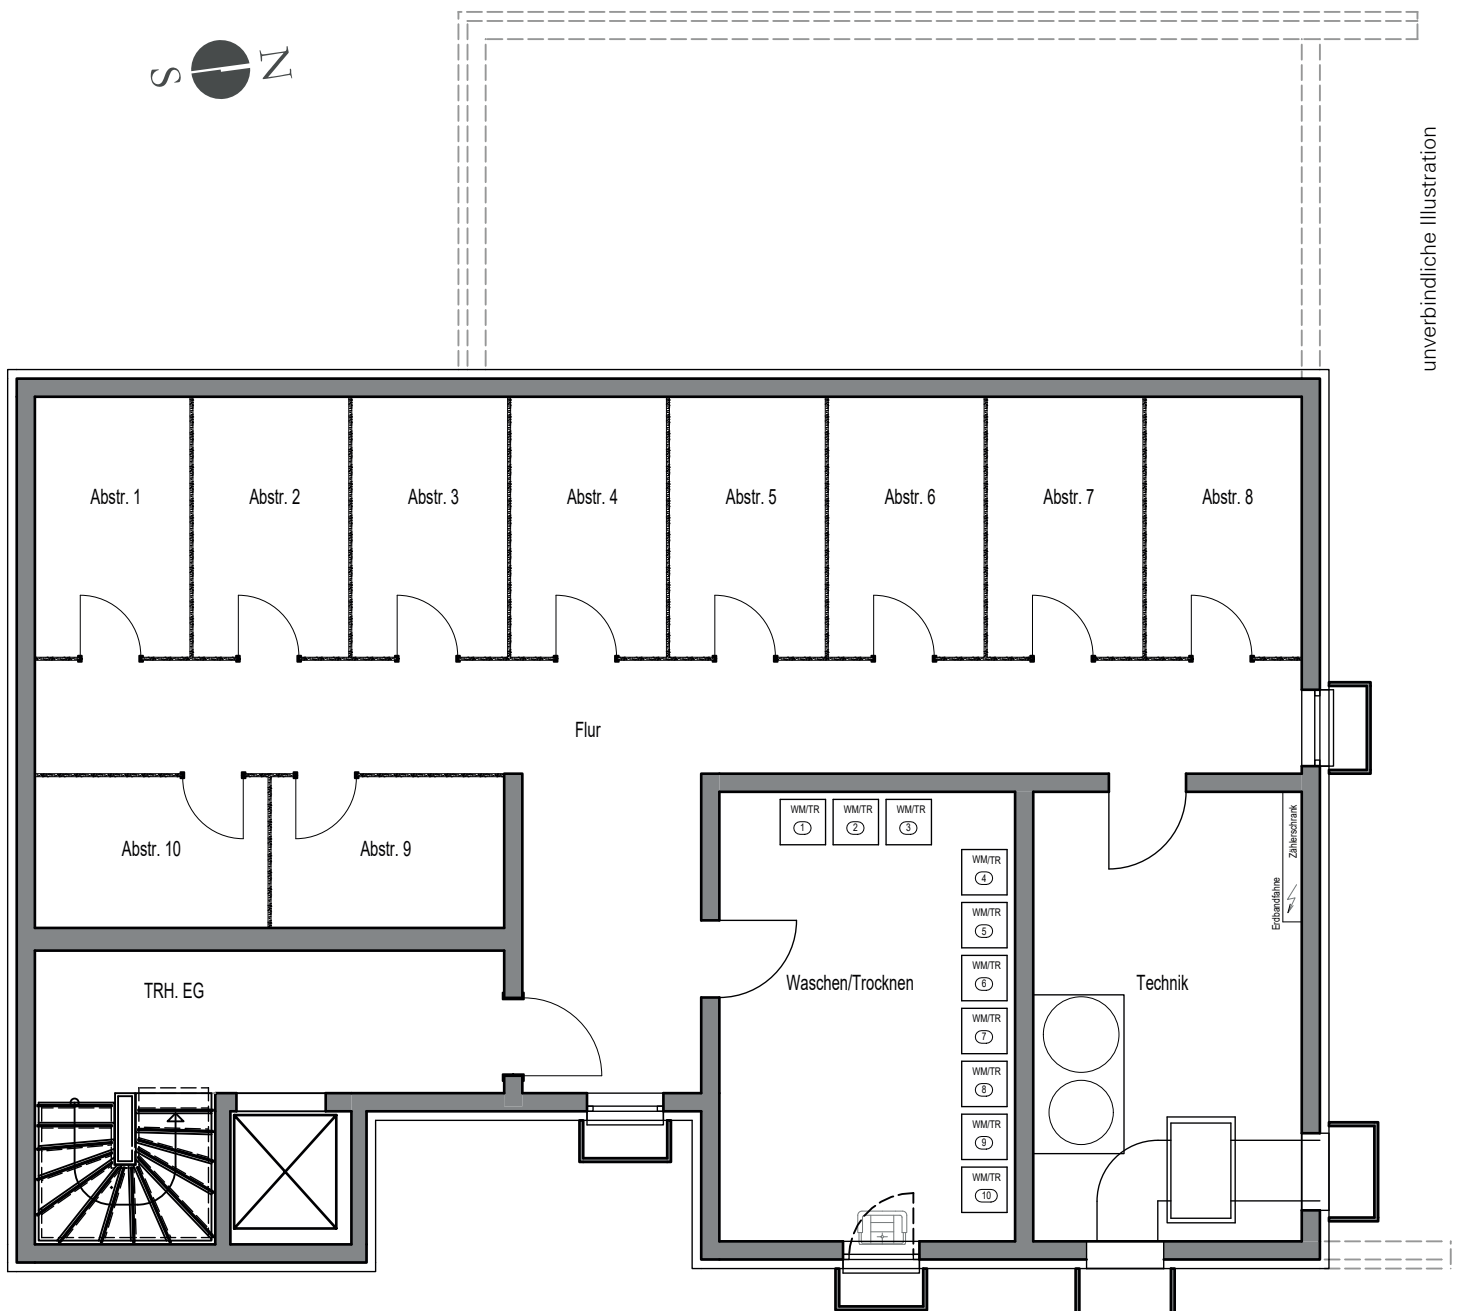 S N
unverbindliche Illustration
Abstr. 1
Abstr. 2
Abstr. 3
Abstr. 4
Abstr. 5
Abstr. 6
Abstr. 7
Abstr. 8
Flur
Abstr. 10
Abstr. 9
WM/TR
1
WM/TR
2
WM/TR
3
WM/TR
4
WM/TR
5
WM/TR
6
WM/TR
7
WM/TR
8
WM/TR
9
WM/TR
10
Zählerschrank
Erdbandfahne
TRH. EG
Waschen/Trocknen
Technik